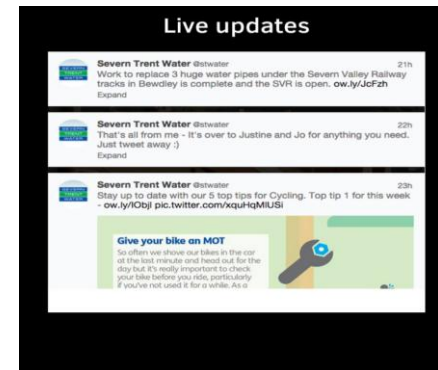 Live updates
Severn Trent Water @stwater 21h
Work to replace 3 huge water pipes under the Severn Valley Railway
tracks in Bewdley is complete and the SVR is open. ow.ly/JcFzh
Expand
Severn Trent Water @stwater 22h
That's all from me - It's over to Justine and Jo for anything you need.
Just tweet away :)
Expand
Severn Trent Water @stwater 23h
Stay up to date with our 5 top tips for Cycling. Top tip 1 for this week
- ow.ly/IObjl pic.twitter.com/xquHqMlUSi
Give your bike an MOT
So often we shove our bikes in the car
at the last minute and head out for the
day but it's really important to check
your bike before you ride, particularly
if you've not used it for a while. As a